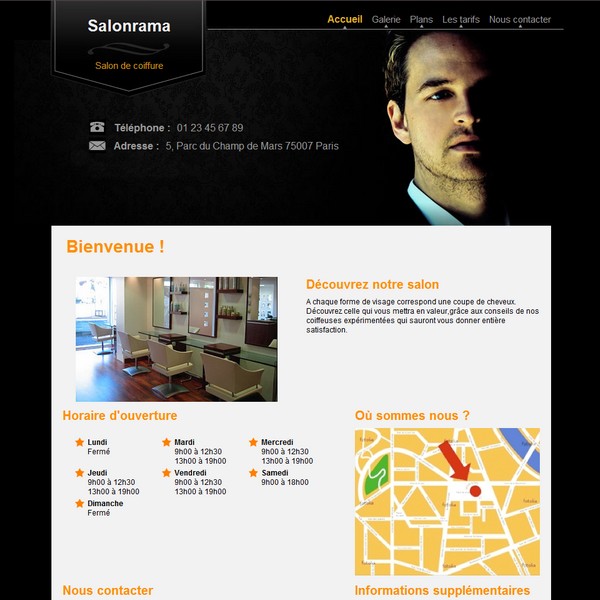 Salonrama
Salon de coiffure
Accueil Galerie Plans Les tarifs Nous contacter
Téléphone : 01 23 45 67 89
Adresse : 5, Parc du Champ de Mars 75007 Paris
Bienvenue !
Découvrez notre salon
A chaque forme de visage correspond une coupe de cheveux.
Découvrez celle qui vous mettra en valeur,grâce aux conseils de nos
coiffeuses expérimentées qui sauront vous donner entière
satisfaction.
Horaire d'ouverture
Lundi
Fermé
Mardi
9h00 à 12h30
13h00 à 19h00
Mercredi
9h00 à 12h30
13h00 à 19h00
Jeudi
9h00 à 12h30
13h00 à 19h00
Vendredi
9h00 à 12h30
13h00 à 19h00
Samedi
9h00 à 18h00
Dimanche
Fermé
Où sommes nous ?
Nous contacter
Informations supplémentaires